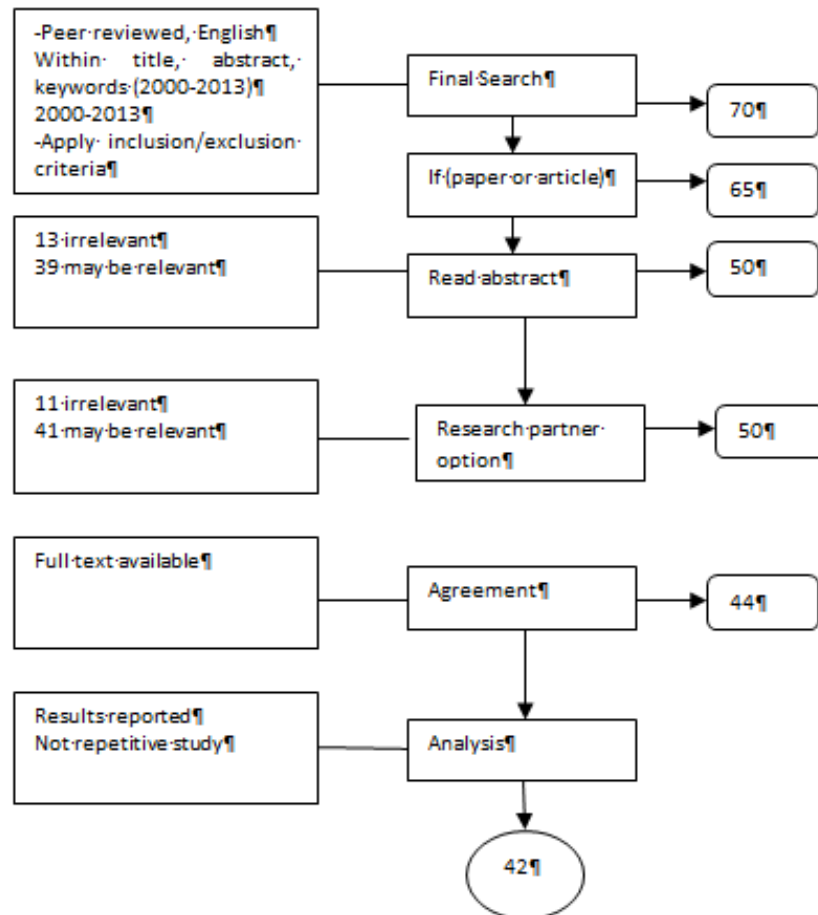 -Peer·reviewed,·English¶
Within· title,· abstract,·
keywords·(2000-2013)¶
2000-2013¶
-Apply· inclusion/exclusion·
criteria¶
Final·Search¶
70¶
If·(paper·or·article)¶
65¶
13·irrelevant¶
39·may·be·relevant¶
Read·abstract¶
50¶
11·irrelevant¶
41·may·be·relevant¶
Research·partner·
option¶
50¶
Full·text·available¶
Agreement¶
44¶
Results·reported¶
Not·repetitive·study¶
Analysis¶
42¶